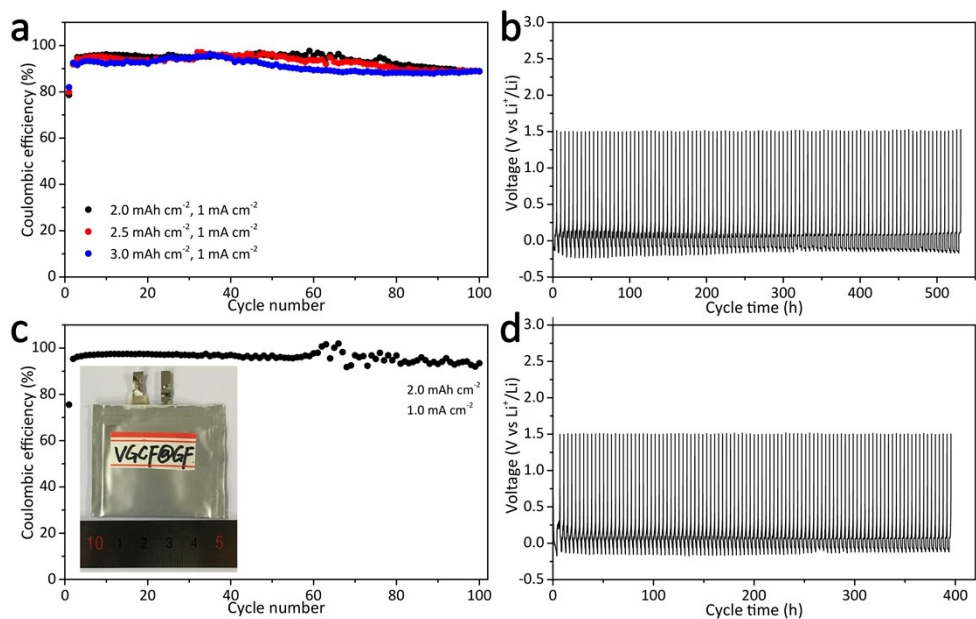 a
Coulombic efficiency (%)
100
80
60
40
20
0
2.0 mAh cm⁻², 1 mA cm⁻²
2.5 mAh cm⁻², 1 mA cm⁻²
3.0 mAh cm⁻², 1 mA cm⁻²
0 20 40 60 80 100
Cycle number
b
Voltage (V vs Li⁺/Li)
3.0
2.5
2.0
1.5
1.0
0.5
0.0
-0.5
0 100 200 300 400 500
Cycle time (h)
c
Coulombic efficiency (%)
100
80
60
40
20
0
2.0 mAh cm⁻²
1.0 mA cm⁻²
VGCF@GF
10 1 2 3 4 5
0 20 40 60 80 100
Cycle number
d
Voltage (V vs Li⁺/Li)
3.0
2.5
2.0
1.5
1.0
0.5
0.0
-0.5
0 100 200 300 400
Cycle time (h)